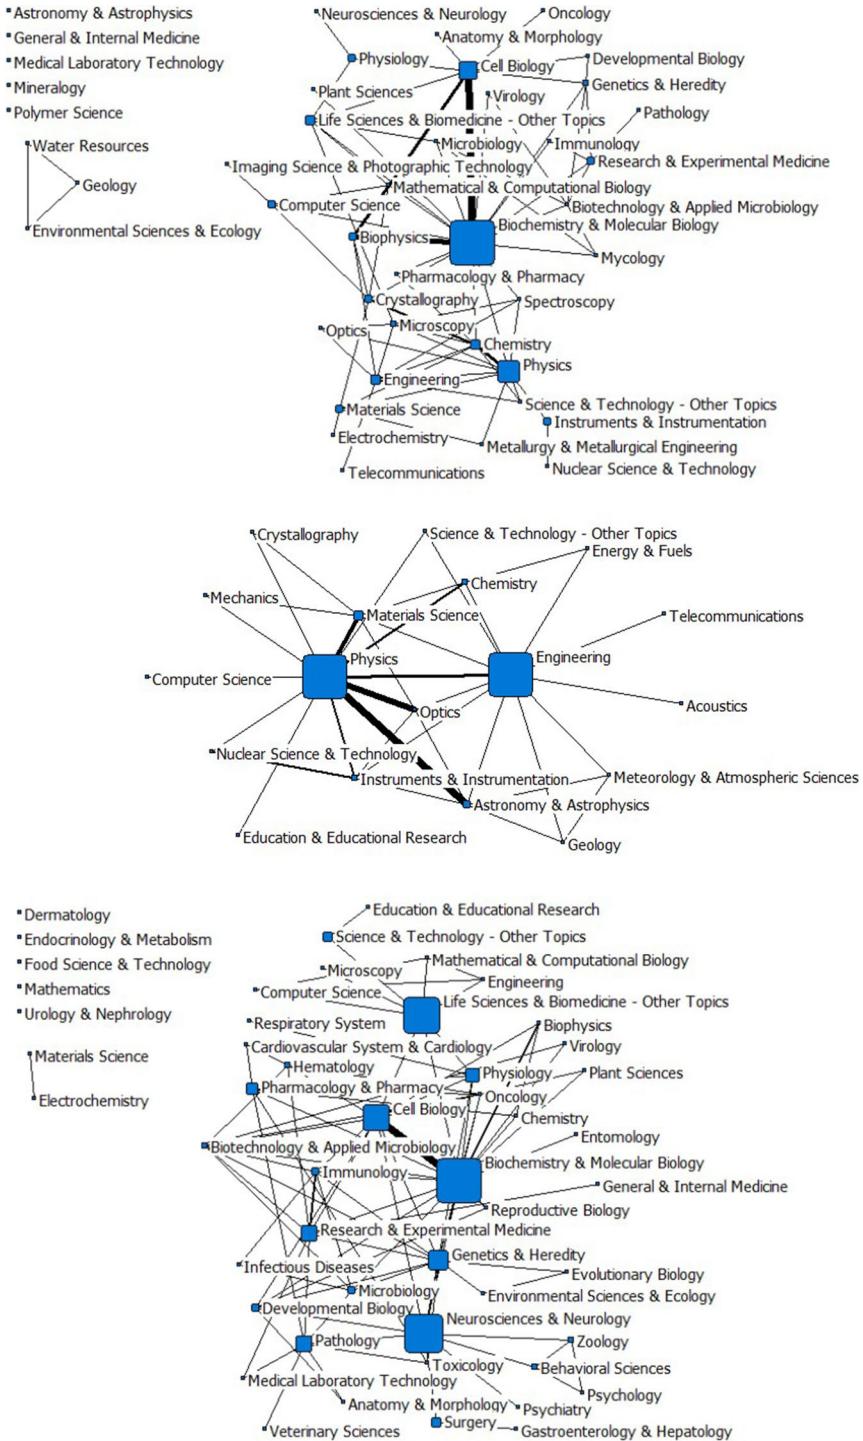 Astronomy & Astrophysics
General & Internal Medicine
Medical Laboratory Technology
Mineralogy
Polymer Science
Water Resources
Geology
Environmental Sciences & Ecology
Neurosciences & Neurology
Oncology
Anatomy & Morphology
Physiology
Cell Biology
Developmental Biology
Genetics & Heredity
Plant Sciences
Virology
Pathology
Life Sciences & Biomedicine - Other Topics
Microbiology
Immunology
Research & Experimental Medicine
Imaging Science & Photographic Technology
Mathematical & Computational Biology
Computer Science
Biotechnology & Applied Microbiology
Biochemistry & Molecular Biology
Biophysics
Mycology
Pharmacology & Pharmacy
Crystallography
Spectroscopy
Optics
Microscopy
Chemistry
Physics
Engineering
Science & Technology - Other Topics
Materials Science
Instruments & Instrumentation
Electrochemistry
Metallurgy & Metallurgical Engineering
Telecommunications
Nuclear Science & Technology
Crystallography
Science & Technology - Other Topics
Energy & Fuels
Chemistry
Mechanics
Materials Science
Telecommunications
Physics
Engineering
Computer Science
Acoustics
Optics
Nuclear Science & Technology
Instruments & Instrumentation
Meteorology & Atmospheric Sciences
Astronomy & Astrophysics
Education & Educational Research
Geology
Dermatology
Endocrinology & Metabolism
Food Science & Technology
Mathematics
Urology & Nephrology
Materials Science
Electrochemistry
Education & Educational Research
Science & Technology - Other Topics
Mathematical & Computational Biology
Microscopy
Engineering
Computer Science
Life Sciences & Biomedicine - Other Topics
Respiratory System
Biophysics
Cardiovascular System & Cardiology
Virology
Hematology
Physiology
Plant Sciences
Pharmacology & Pharmacy
Oncology
Cell Biology
Chemistry
Entomology
Biotechnology & Applied Microbiology
Biochemistry & Molecular Biology
Immunology
General & Internal Medicine
Reproductive Biology
Research & Experimental Medicine
Genetics & Heredity
Infectious Diseases
Evolutionary Biology
Microbiology
Environmental Sciences & Ecology
Developmental Biology
Neurosciences & Neurology
Pathology
Zoology
Toxicology
Behavioral Sciences
Medical Laboratory Technology
Psychology
Anatomy & Morphology
Psychiatry
Surgery
Veterinary Sciences
Gastroenterology & Hepatology